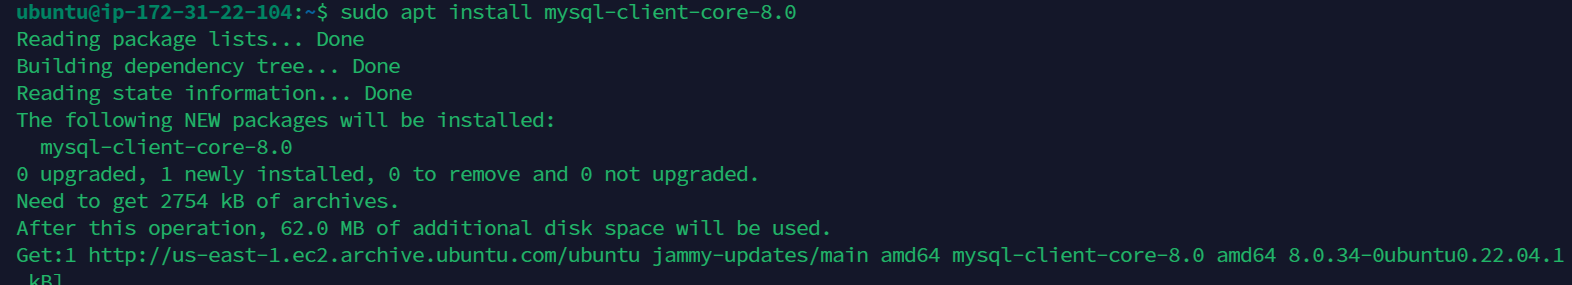 ubuntu@ip-172-31-22-104:~$ sudo apt install mysql-client-core-8.0
Reading package lists... Done
Building dependency tree... Done
Reading state information... Done
The following NEW packages will be installed:
  mysql-client-core-8.0
0 upgraded, 1 newly installed, 0 to remove and 0 not upgraded.
Need to get 2754 kB of archives.
After this operation, 62.0 MB of additional disk space will be used.
Get:1 http://us-east-1.ec2.archive.ubuntu.com/ubuntu jammy-updates/main amd64 mysql-client-core-8.0 amd64 8.0.34-0ubuntu0.22.04.1
 kB]